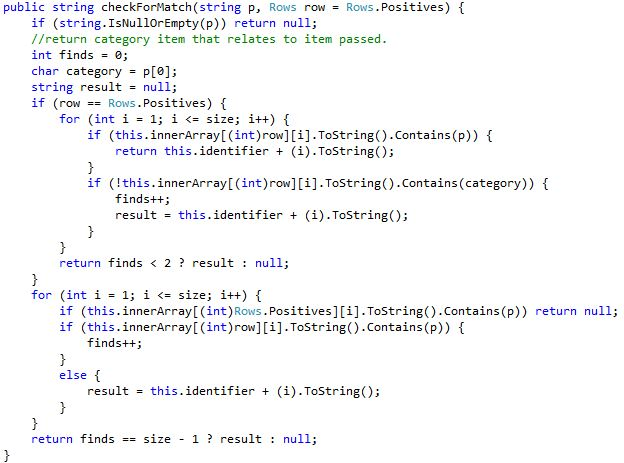 public string checkForMatch(string p, Rows row = Rows.Positives) {
if (string.IsNullOrEmpty(p)) return null;
//return category item that relates to item passed.
int finds = 0;
char category = p[0];
string result = null;
if (row == Rows.Positives) {
for (int i = 1; i <= size; i++) {
if (this.innerArray[(int)row][i].ToString().Contains(p)) {
return this.identifier + (i).ToString();
}
if (!this.innerArray[(int)row][i].ToString().Contains(category)) {
finds++;
result = this.identifier + (i).ToString();
}
}
return finds < 2 ? result : null;
}
for (int i = 1; i <= size; i++) {
if (this.innerArray[(int)Rows.Positives][i].ToString().Contains(p)) return null;
if (this.innerArray[(int)row][i].ToString().Contains(p)) {
finds++;
}
else {
result = this.identifier + (i).ToString();
}
}
return finds == size - 1 ? result : null;
}